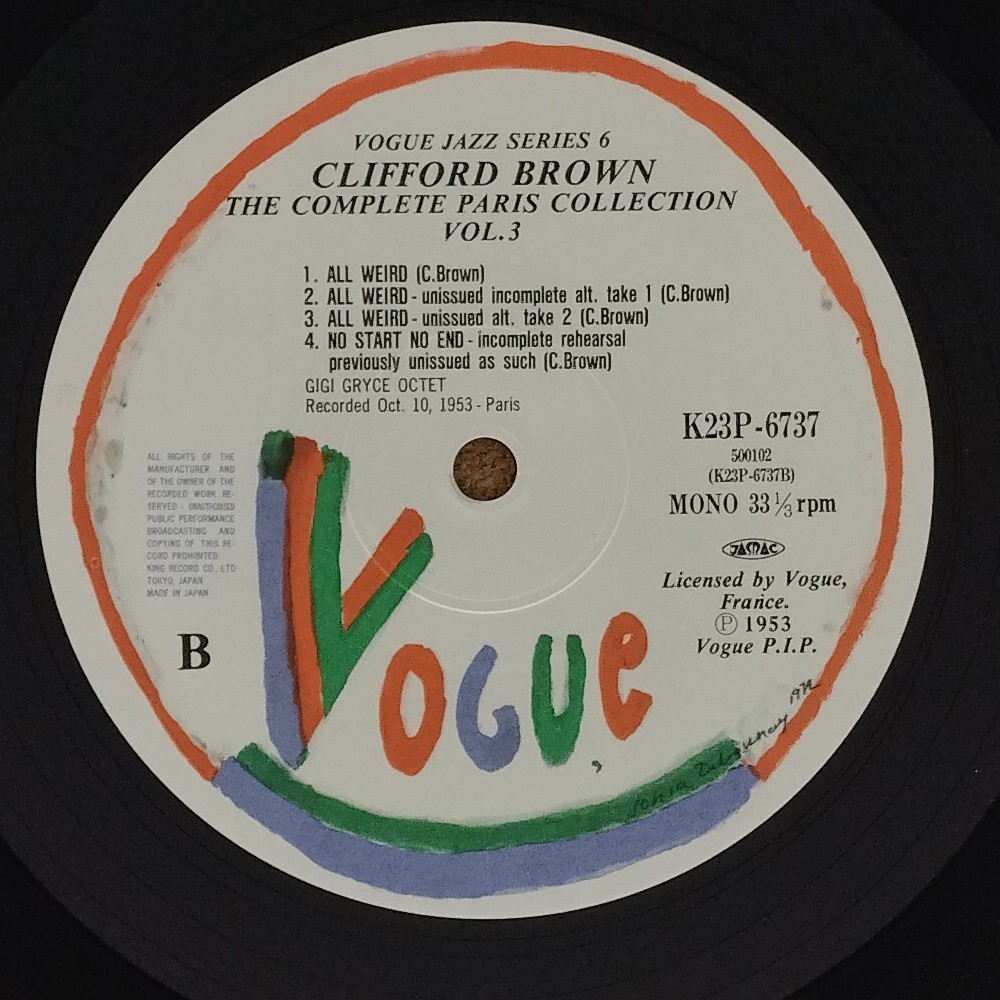 VOGUE JAZZ SERIES 6
CLIFFORD BROWN
THE COMPLETE PARIS COLLECTION
VOL.3
1. ALL WEIRD (C.Brown)
2. ALL WEIRD - unissued incomplete alt. take 1 (C.Brown)
3. ALL WEIRD - unissued alt. take 2 (C.Brown)
4. NO START NO END - incomplete rehearsal
previously unissued as such (C.Brown)
GIGI GRYCE OCTET
Recorded Oct. 10, 1953 - Paris
K23P-6737
500102
(K23P-6737B)
MONO 33 1/3 rpm
JASRAC
Licensed by Vogue,
France.
Ⓟ 1953
Vogue P.I.P.
ALL RIGHTS OF THE
MANUFACTURER AND
OF THE OWNER OF THE
RECORDED WORK RE-
SERVED - UNAUTHORISED
PUBLIC PERFORMANCE
BROADCASTING AND
COPYING OF THIS RE-
CORD PROHIBITED.
KING RECORD CO., LTD
TOKYO, JAPAN
MADE IN JAPAN
B
VOGUE